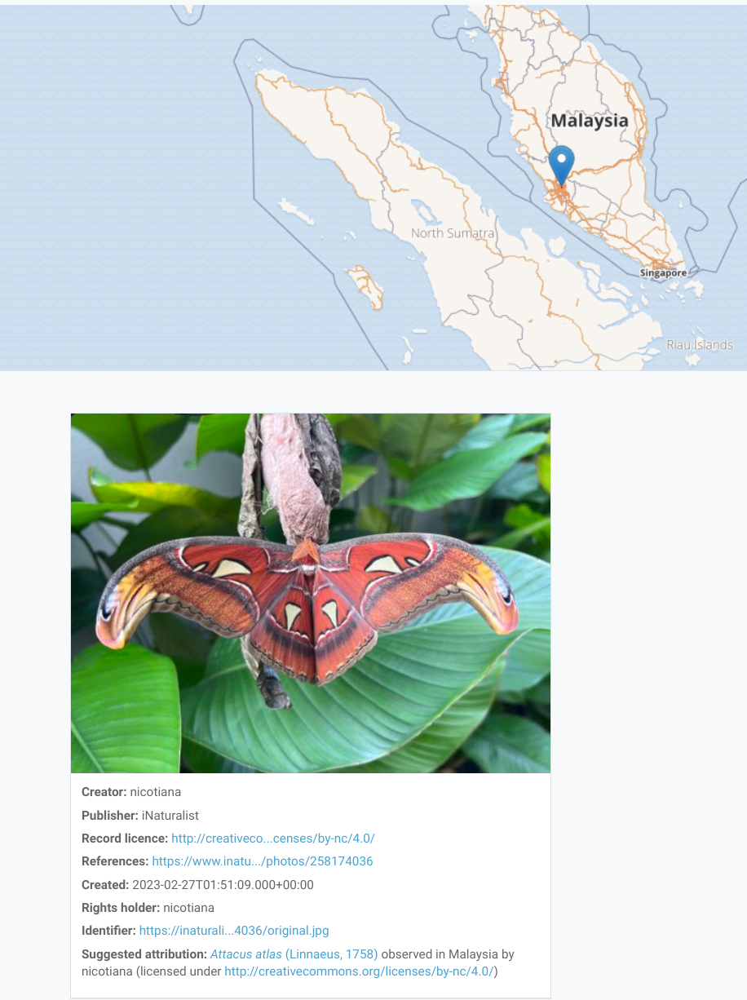 Malaysia
North Sumatra
Singapore
Riau Islands
Creator: nicotiana
Publisher: iNaturalist
Record licence: http://creativeco...censes/by-nc/4.0/
References: https://www.inatu.../photos/258174036
Created: 2023-02-27T01:51:09.000+00:00
Rights holder: nicotiana
Identifier: https://inaturali...4036/original.jpg
Suggested attribution: Attacus atlas (Linnaeus, 1758) observed in Malaysia by
nicotiana (licensed under http://creativecommons.org/licenses/by-nc/4.0/)